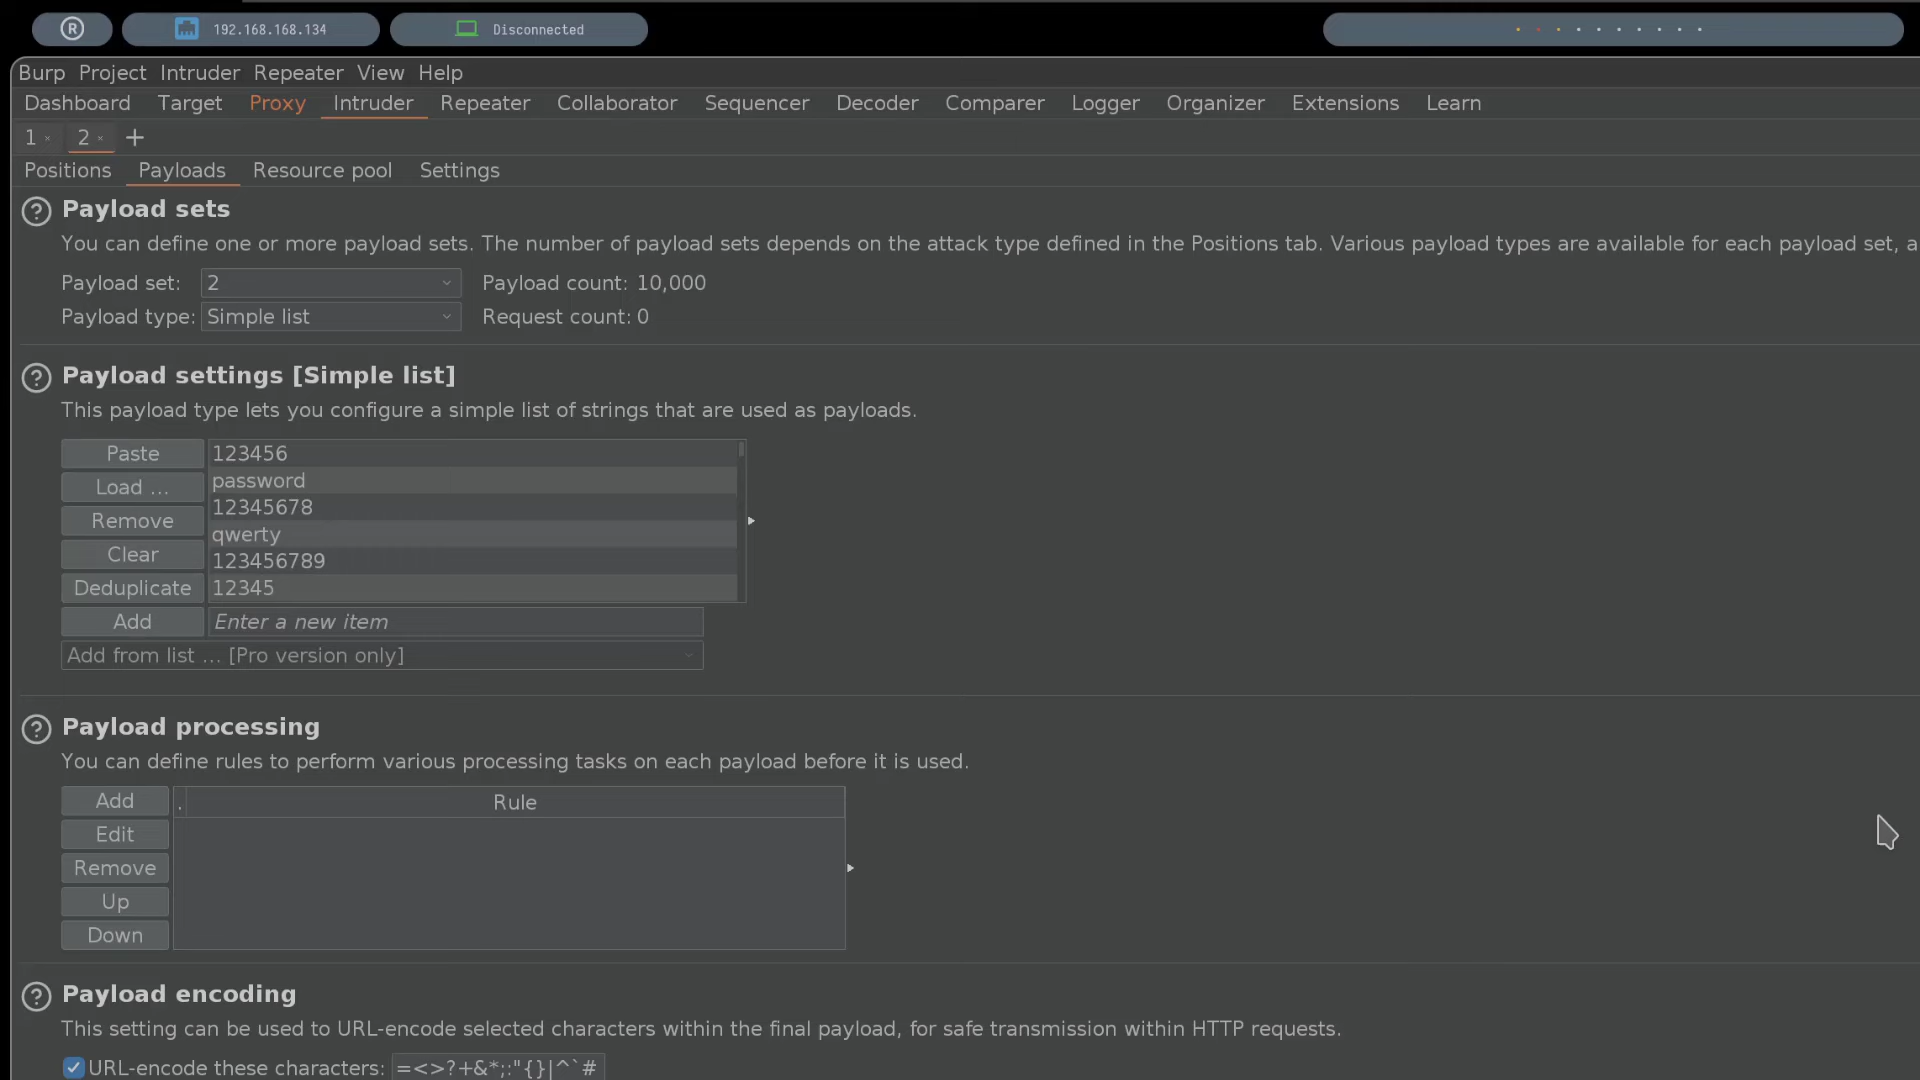 R 192.168.168.134 Disconnected
Burp Project Intruder Repeater View Help
Dashboard Target Proxy Intruder Repeater Collaborator Sequencer Decoder Comparer Logger Organizer Extensions Learn
1 × 2 × +
Positions Payloads Resource pool Settings
? Payload sets
You can define one or more payload sets. The number of payload sets depends on the attack type defined in the Positions tab. Various payload types are available for each payload set, a
Payload set: 2 Payload count: 10,000
Payload type: Simple list Request count: 0
? Payload settings [Simple list]
This payload type lets you configure a simple list of strings that are used as payloads.
Paste 123456
password
Load ... 12345678
Remove qwerty
Clear 123456789
Deduplicate 12345
Add Enter a new item
Add from list ... [Pro version only]
? Payload processing
You can define rules to perform various processing tasks on each payload before it is used.
Add . Rule
Edit
Remove
Up
Down
? Payload encoding
This setting can be used to URL-encode selected characters within the final payload, for safe transmission within HTTP requests.
URL-encode these characters: =<>?+&*;:"{}|^`#